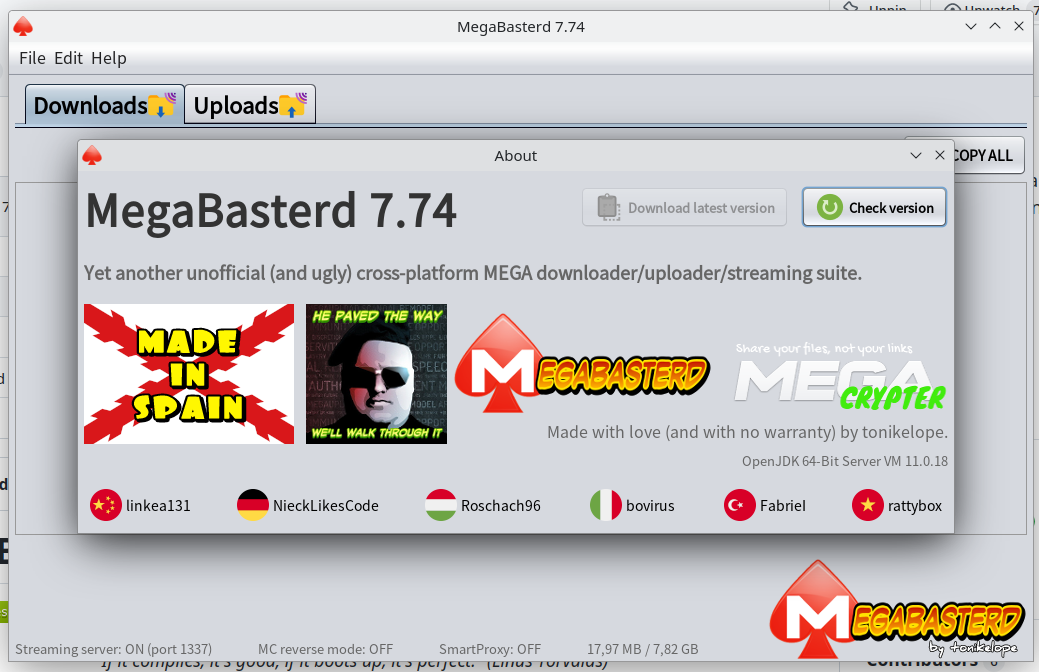 Unpin
Unwatch
MegaBasterd 7.74
File Edit Help
Downloads
Uploads
COPY ALL
About
MegaBasterd 7.74
Download latest version
Check version
Yet another unofficial (and ugly) cross-platform MEGA downloader/uploader/streaming suite.
MADE
IN
SPAIN
HE PAVED THE WAY
WE'LL WALK THROUGH IT
M
MEGABASTERD
Share your files, not your links
MEGA
CRYPTER
Made with love (and with no warranty) by tonikelope.
OpenJDK 64-Bit Server VM 11.0.18
linkea131
NieckLikesCode
Roschach96
bovirus
Fabriel
rattybox
M
MEGABASTERD
by tonikelope
Streaming server: ON (port 1337)
MC reverse mode: OFF
SmartProxy: OFF
17,97 MB / 7,82 GB
If it compiles, it's good; if it boots up, it's perfect." (Linus Torvalds)
Contributors 6